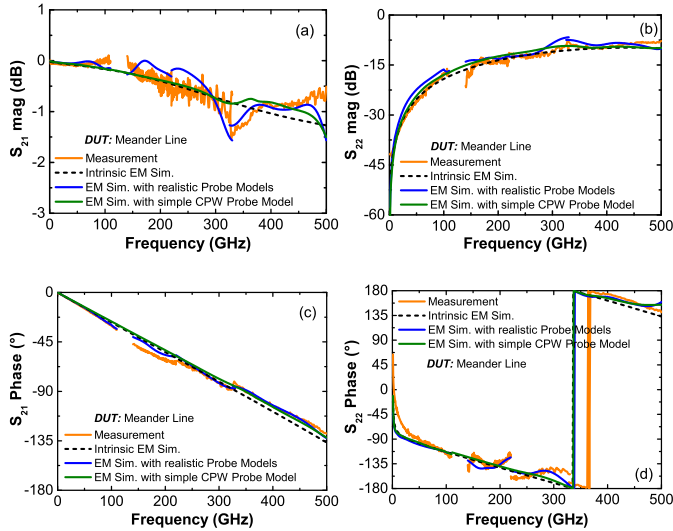 (a)
1
0
-1
-2
-3
S21 mag (dB)
DUT: Meander Line
Measurement
Intrinsic EM Sim.
EM Sim. with realistic Probe Models
EM Sim. with simple CPW Probe Model
0 100 200 300 400 500
Frequency (GHz)
(b)
0
-15
-30
-45
-60
S22 mag (dB)
DUT: Meander Line
Measurement
Intrinsic EM Sim.
EM Sim. with realistic Probe Models
EM Sim. with simple CPW Probe Model
0 100 200 300 400 500
Frequency (GHz)
(c)
0
-45
-90
-135
-180
S21 Phase (°)
DUT: Meander Line
Measurement
Intrinsic EM Sim.
EM Sim. with realistic Probe Models
EM Sim. with simple CPW Probe Model
0 100 200 300 400 500
Frequency (GHz)
180
135
90
45
0
-45
-90
-135
-180
S22 Phase (°)
Measurement
Intrinsic EM Sim.
EM Sim. with realistic Probe Models
EM Sim. with simple CPW Probe Model
DUT: Meander Line
(d)
0 100 200 300 400 500
Frequency (GHz)